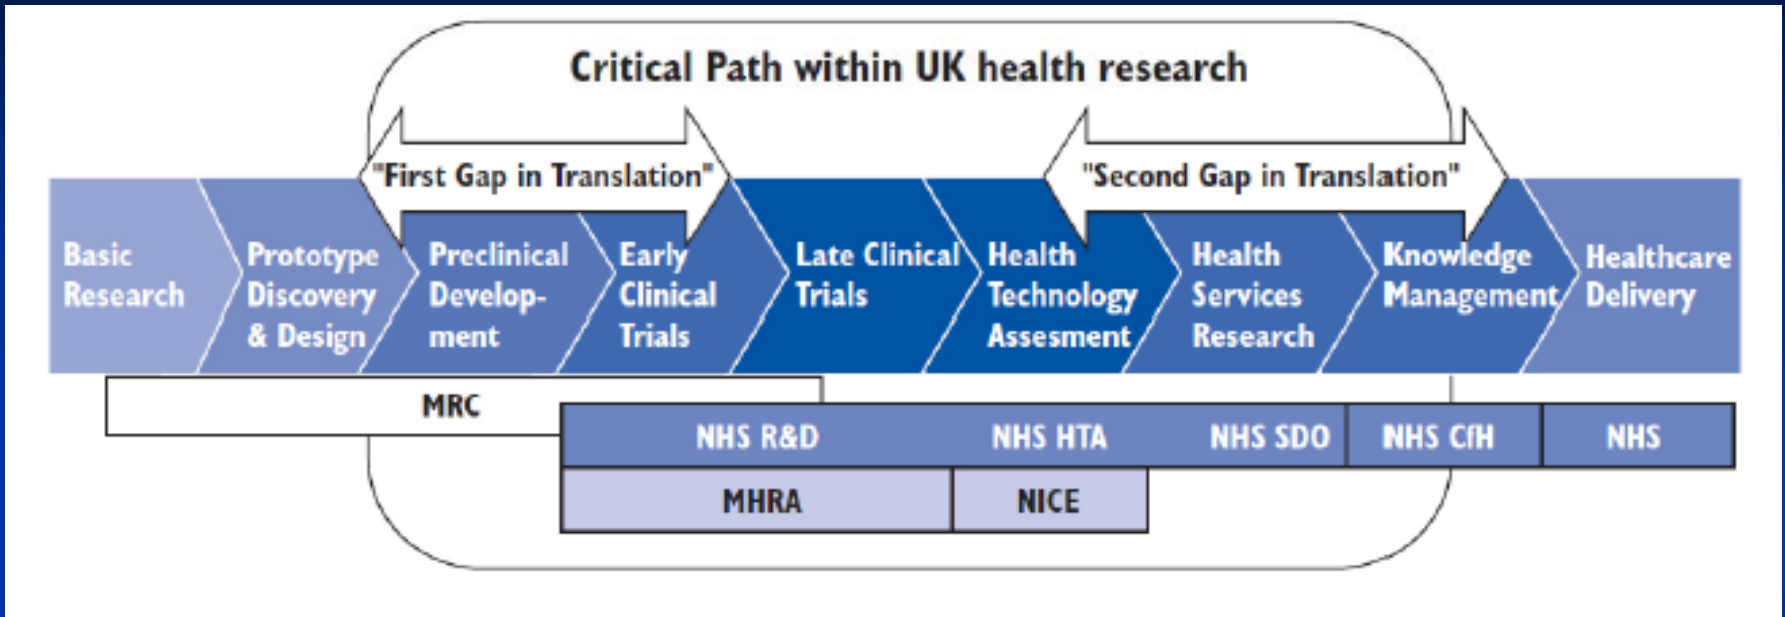 Critical Path within UK health research
"First Gap in Translation"
"Second Gap in Translation"
Basic
Research
Prototype
Discovery
& Design
Preclinical
Develop-
ment
Early
Clinical
Trials
Late Clinical
Trials
Health
Technology
Assesment
Health
Services
Research
Knowledge
Management
Healthcare
Delivery
MRC
NHS R&D
NHS HTA
NHS SDO
NHS CfH
NHS
MHRA
NICE